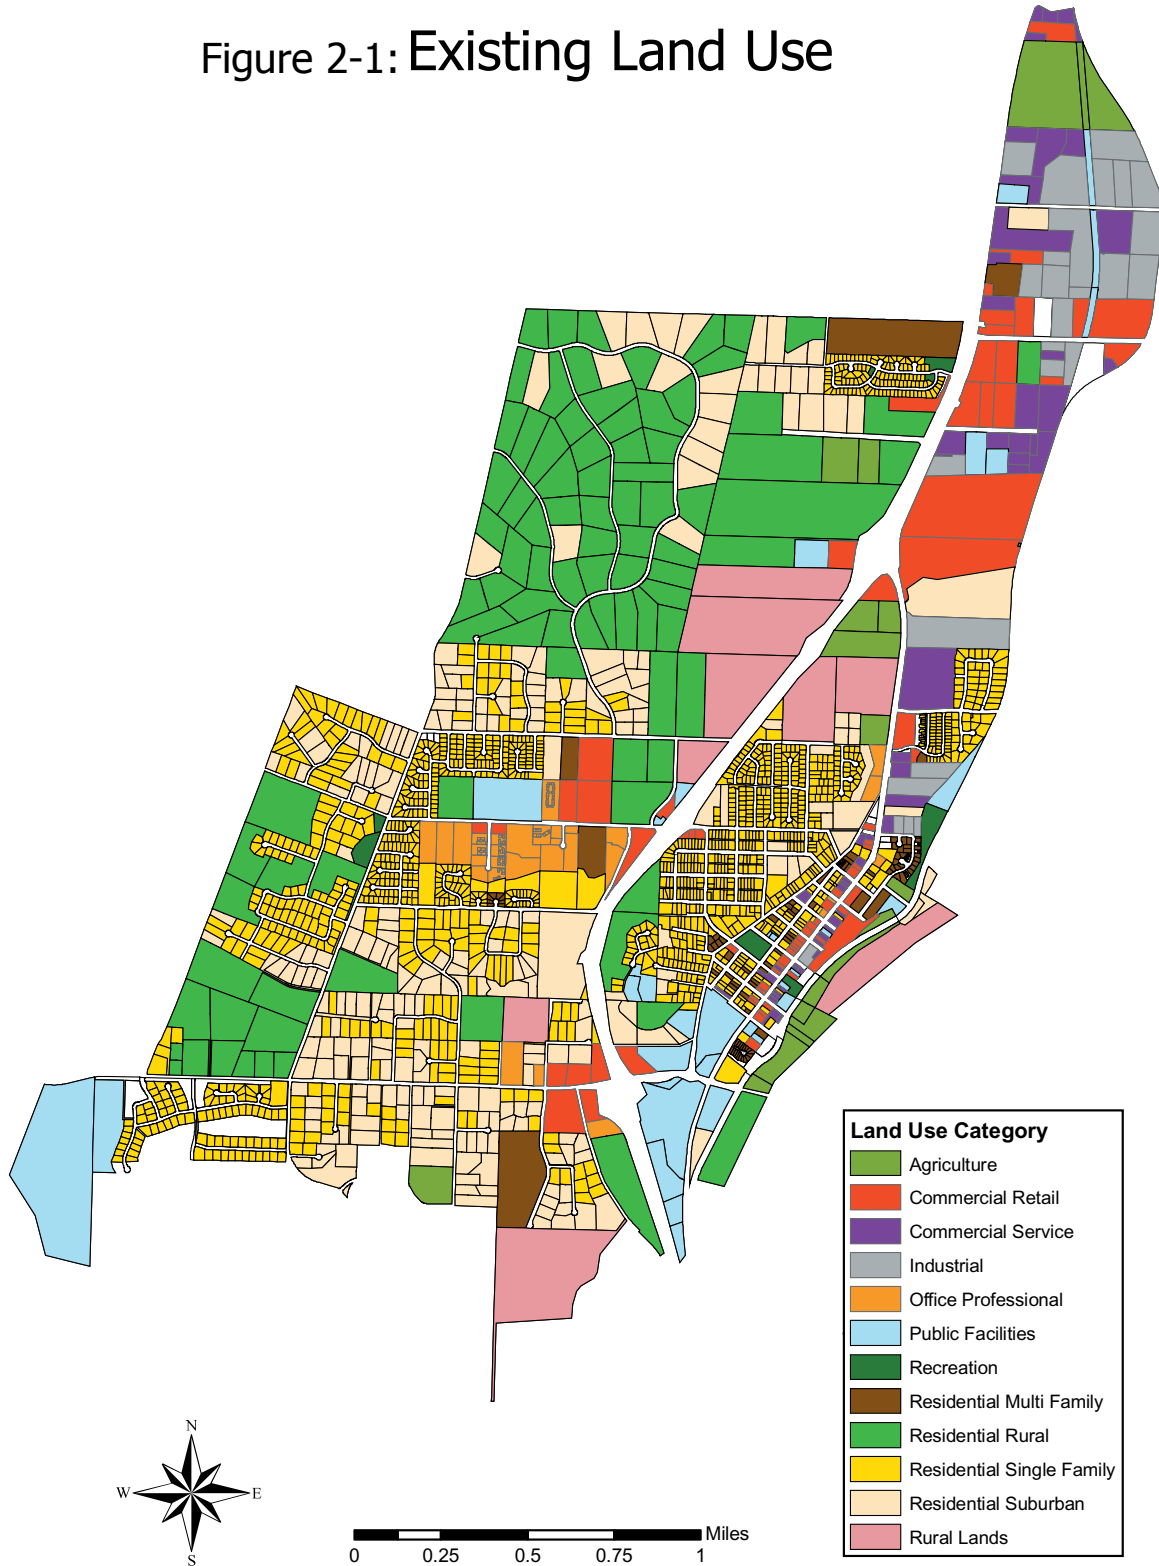 Figure 2-1: Existing Land Use
Land Use Category
Agriculture
Commercial Retail
Commercial Service
Industrial
Office Professional
Public Facilities
Recreation
Residential Multi Family
Residential Rural
Residential Single Family
Residential Suburban
Rural Lands
N
W E
S
Miles
0 0.25 0.5 0.75 1